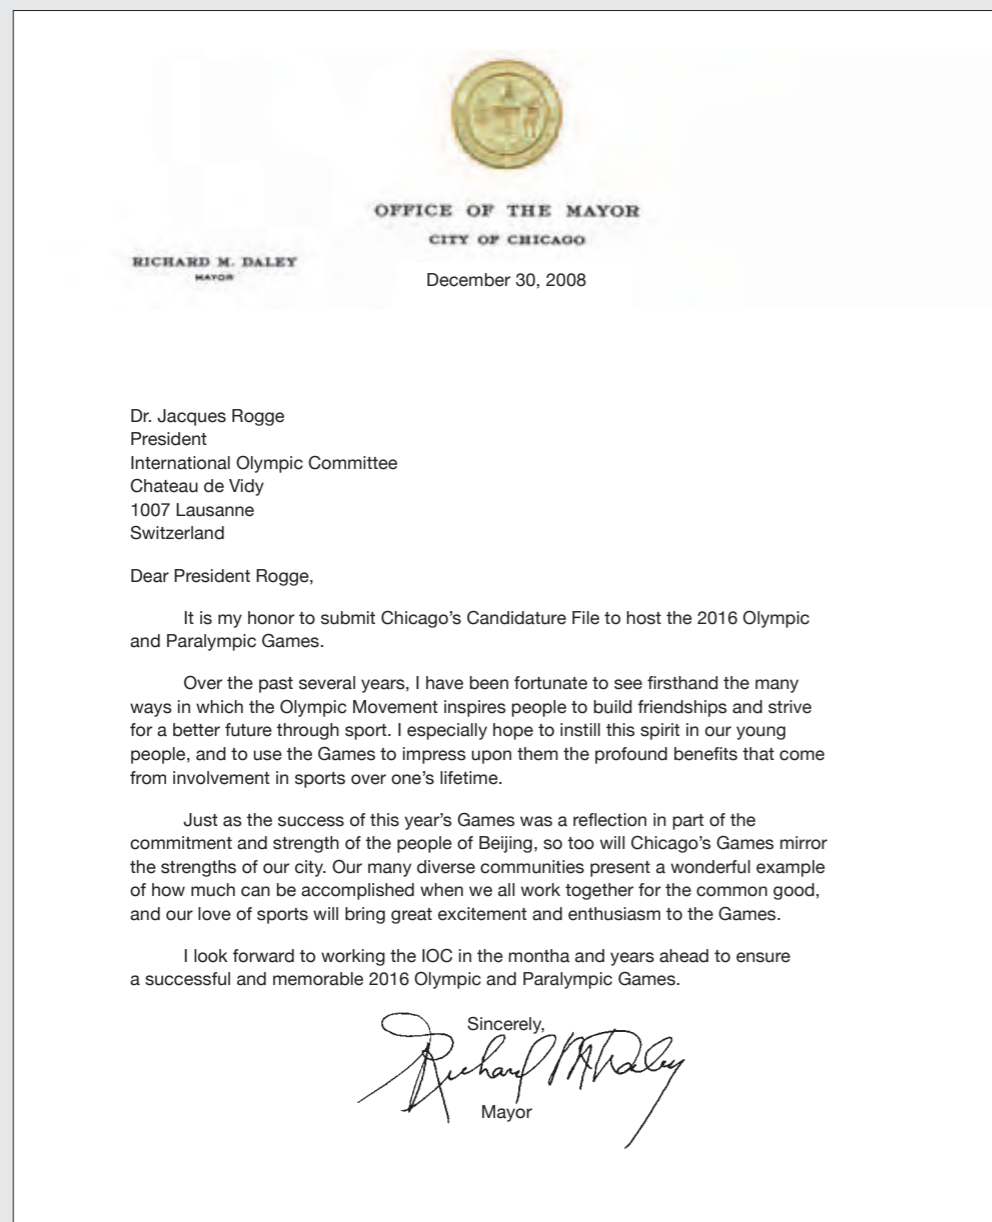 OFFICE OF THE MAYOR
CITY OF CHICAGO
RICHARD M. DALEY
MAYOR
December 30, 2008
Dr. Jacques Rogge
President
International Olympic Committee
Chateau de Vidy
1007 Lausanne
Switzerland
Dear President Rogge,
It is my honor to submit Chicago’s Candidature File to host the 2016 Olympic
and Paralympic Games.
Over the past several years, I have been fortunate to see firsthand the many
ways in which the Olympic Movement inspires people to build friendships and strive
for a better future through sport. I especially hope to instill this spirit in our young
people, and to use the Games to impress upon them the profound benefits that come
from involvement in sports over one’s lifetime.
Just as the success of this year’s Games was a reflection in part of the
commitment and strength of the people of Beijing, so too will Chicago’s Games mirror
the strengths of our city. Our many diverse communities present a wonderful example
of how much can be accomplished when we all work together for the common good,
and our love of sports will bring great excitement and enthusiasm to the Games.
I look forward to working the IOC in the montha and years ahead to ensure
a successful and memorable 2016 Olympic and Paralympic Games.
Sincerely,
Richard M. Daley
Mayor